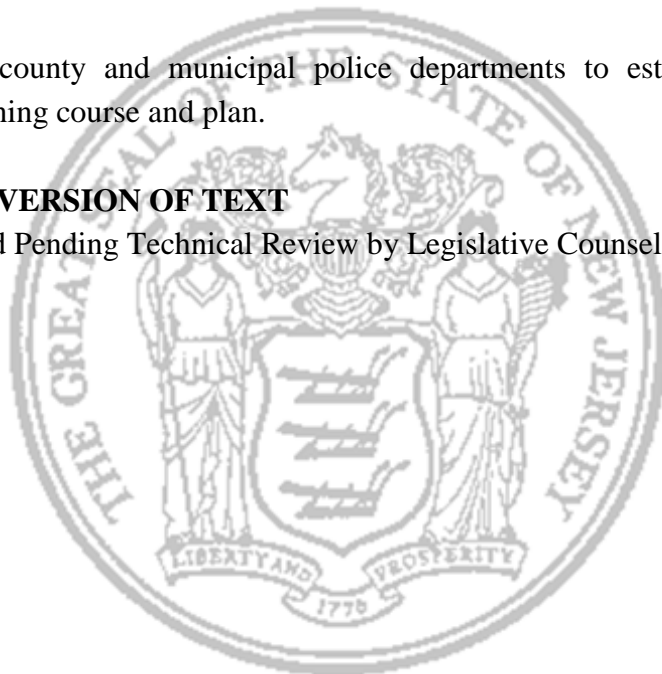 county and municipal police departments to est
ning course and plan.
VERSION OF TEXT
d Pending Technical Review by Legislative Counsel
THE GREAT SEAL OF THE STATE OF NEW JERSEY
LIBERTY AND PROSPERITY
1776